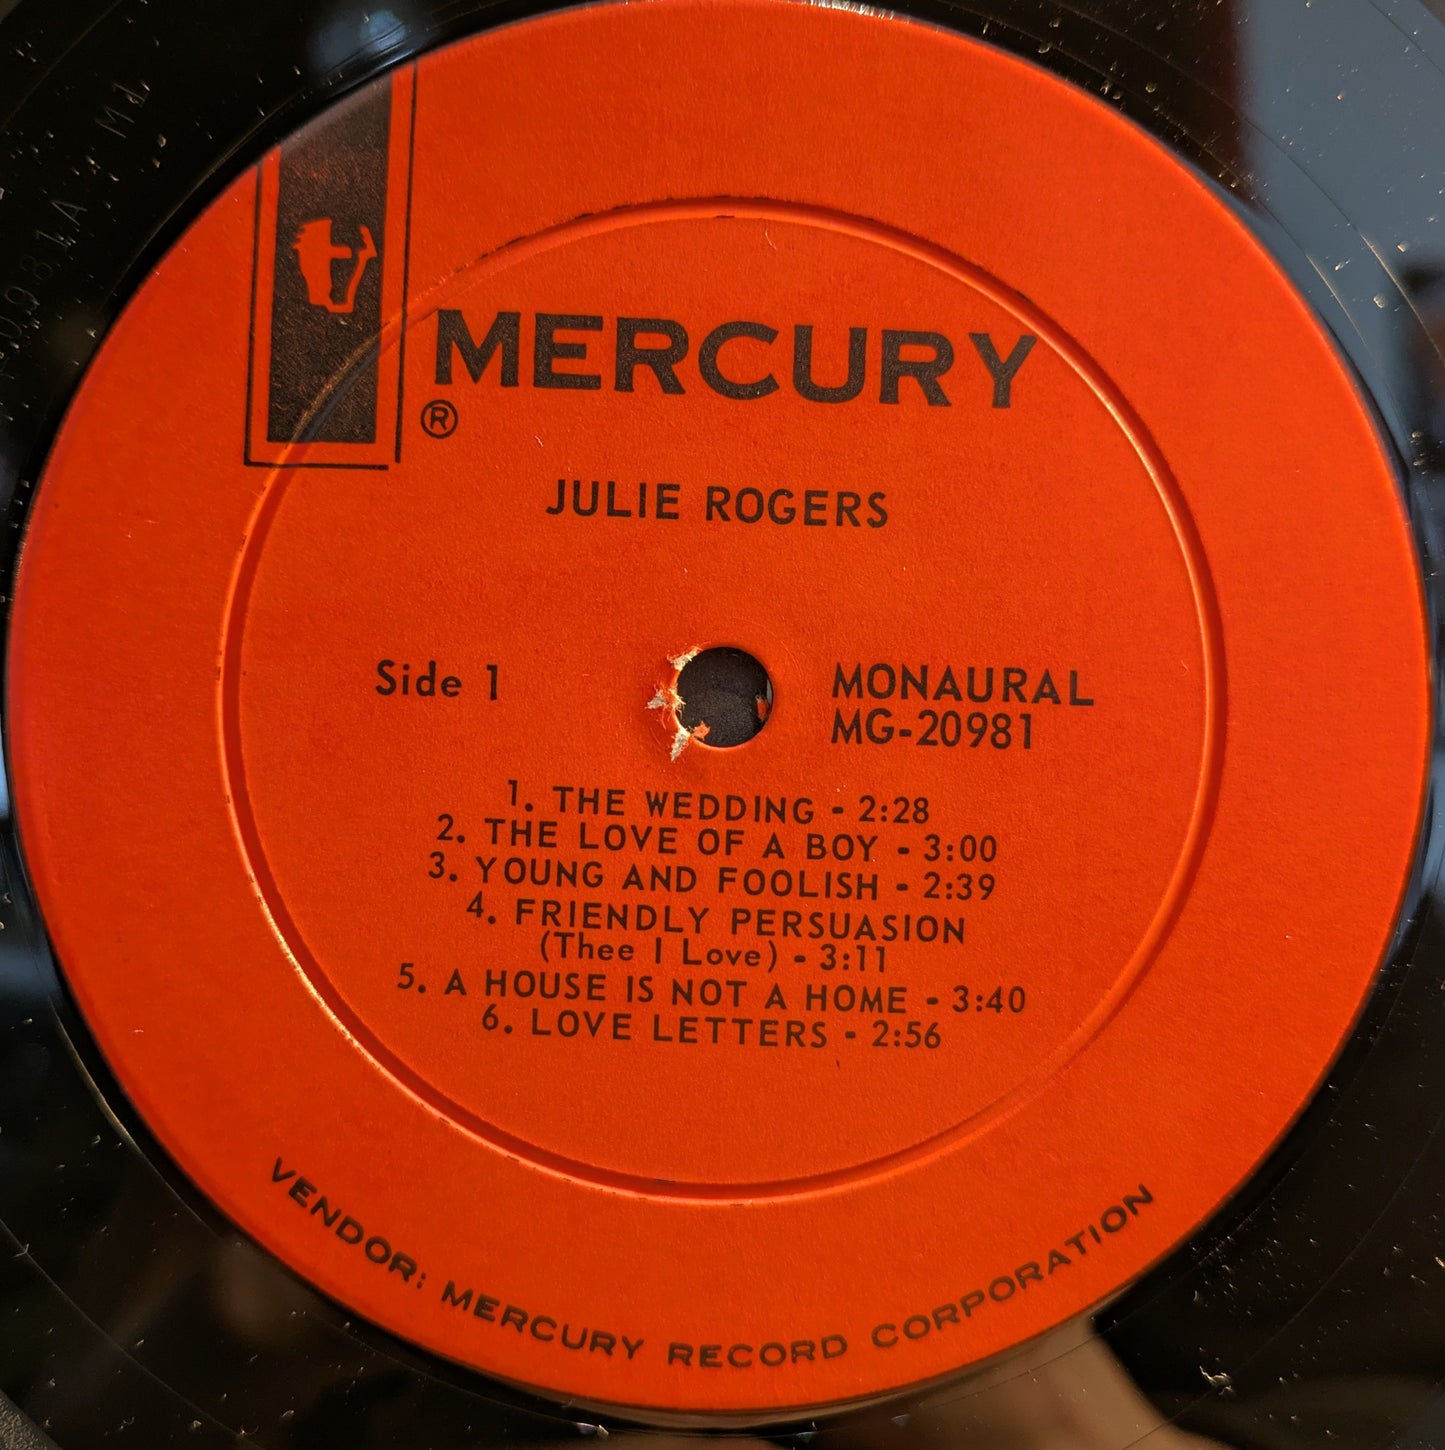 MERCURY
®
JULIE ROGERS
Side 1
MONAURAL
MG-20981
1. THE WEDDING - 2:28
2. THE LOVE OF A BOY - 3:00
3. YOUNG AND FOOLISH - 2:39
4. FRIENDLY PERSUASION
(Thee I Love) - 3:11
5. A HOUSE IS NOT A HOME - 3:40
6. LOVE LETTERS - 2:56
VENDOR: MERCURY RECORD CORPORATION